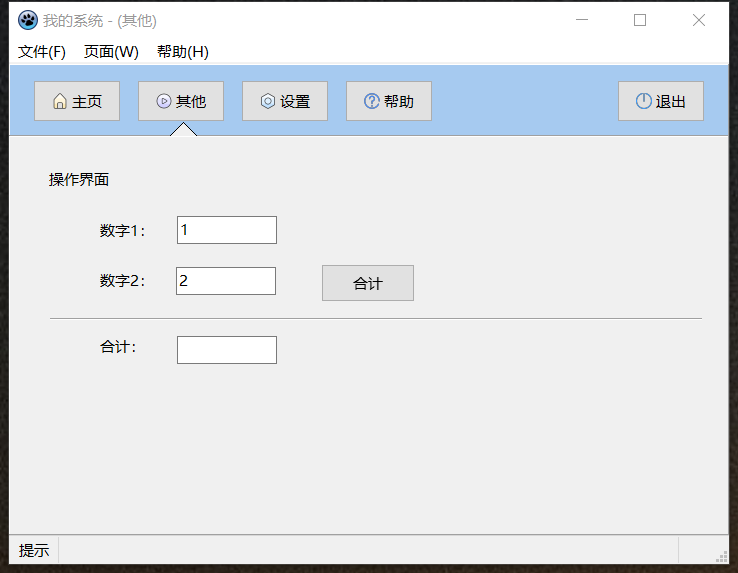 我的系统 - (其他)
文件(F) 页面(W) 帮助(H)
主页 其他 设置 帮助 退出
操作界面
数字1: 1
数字2: 2 合计
合计:
提示